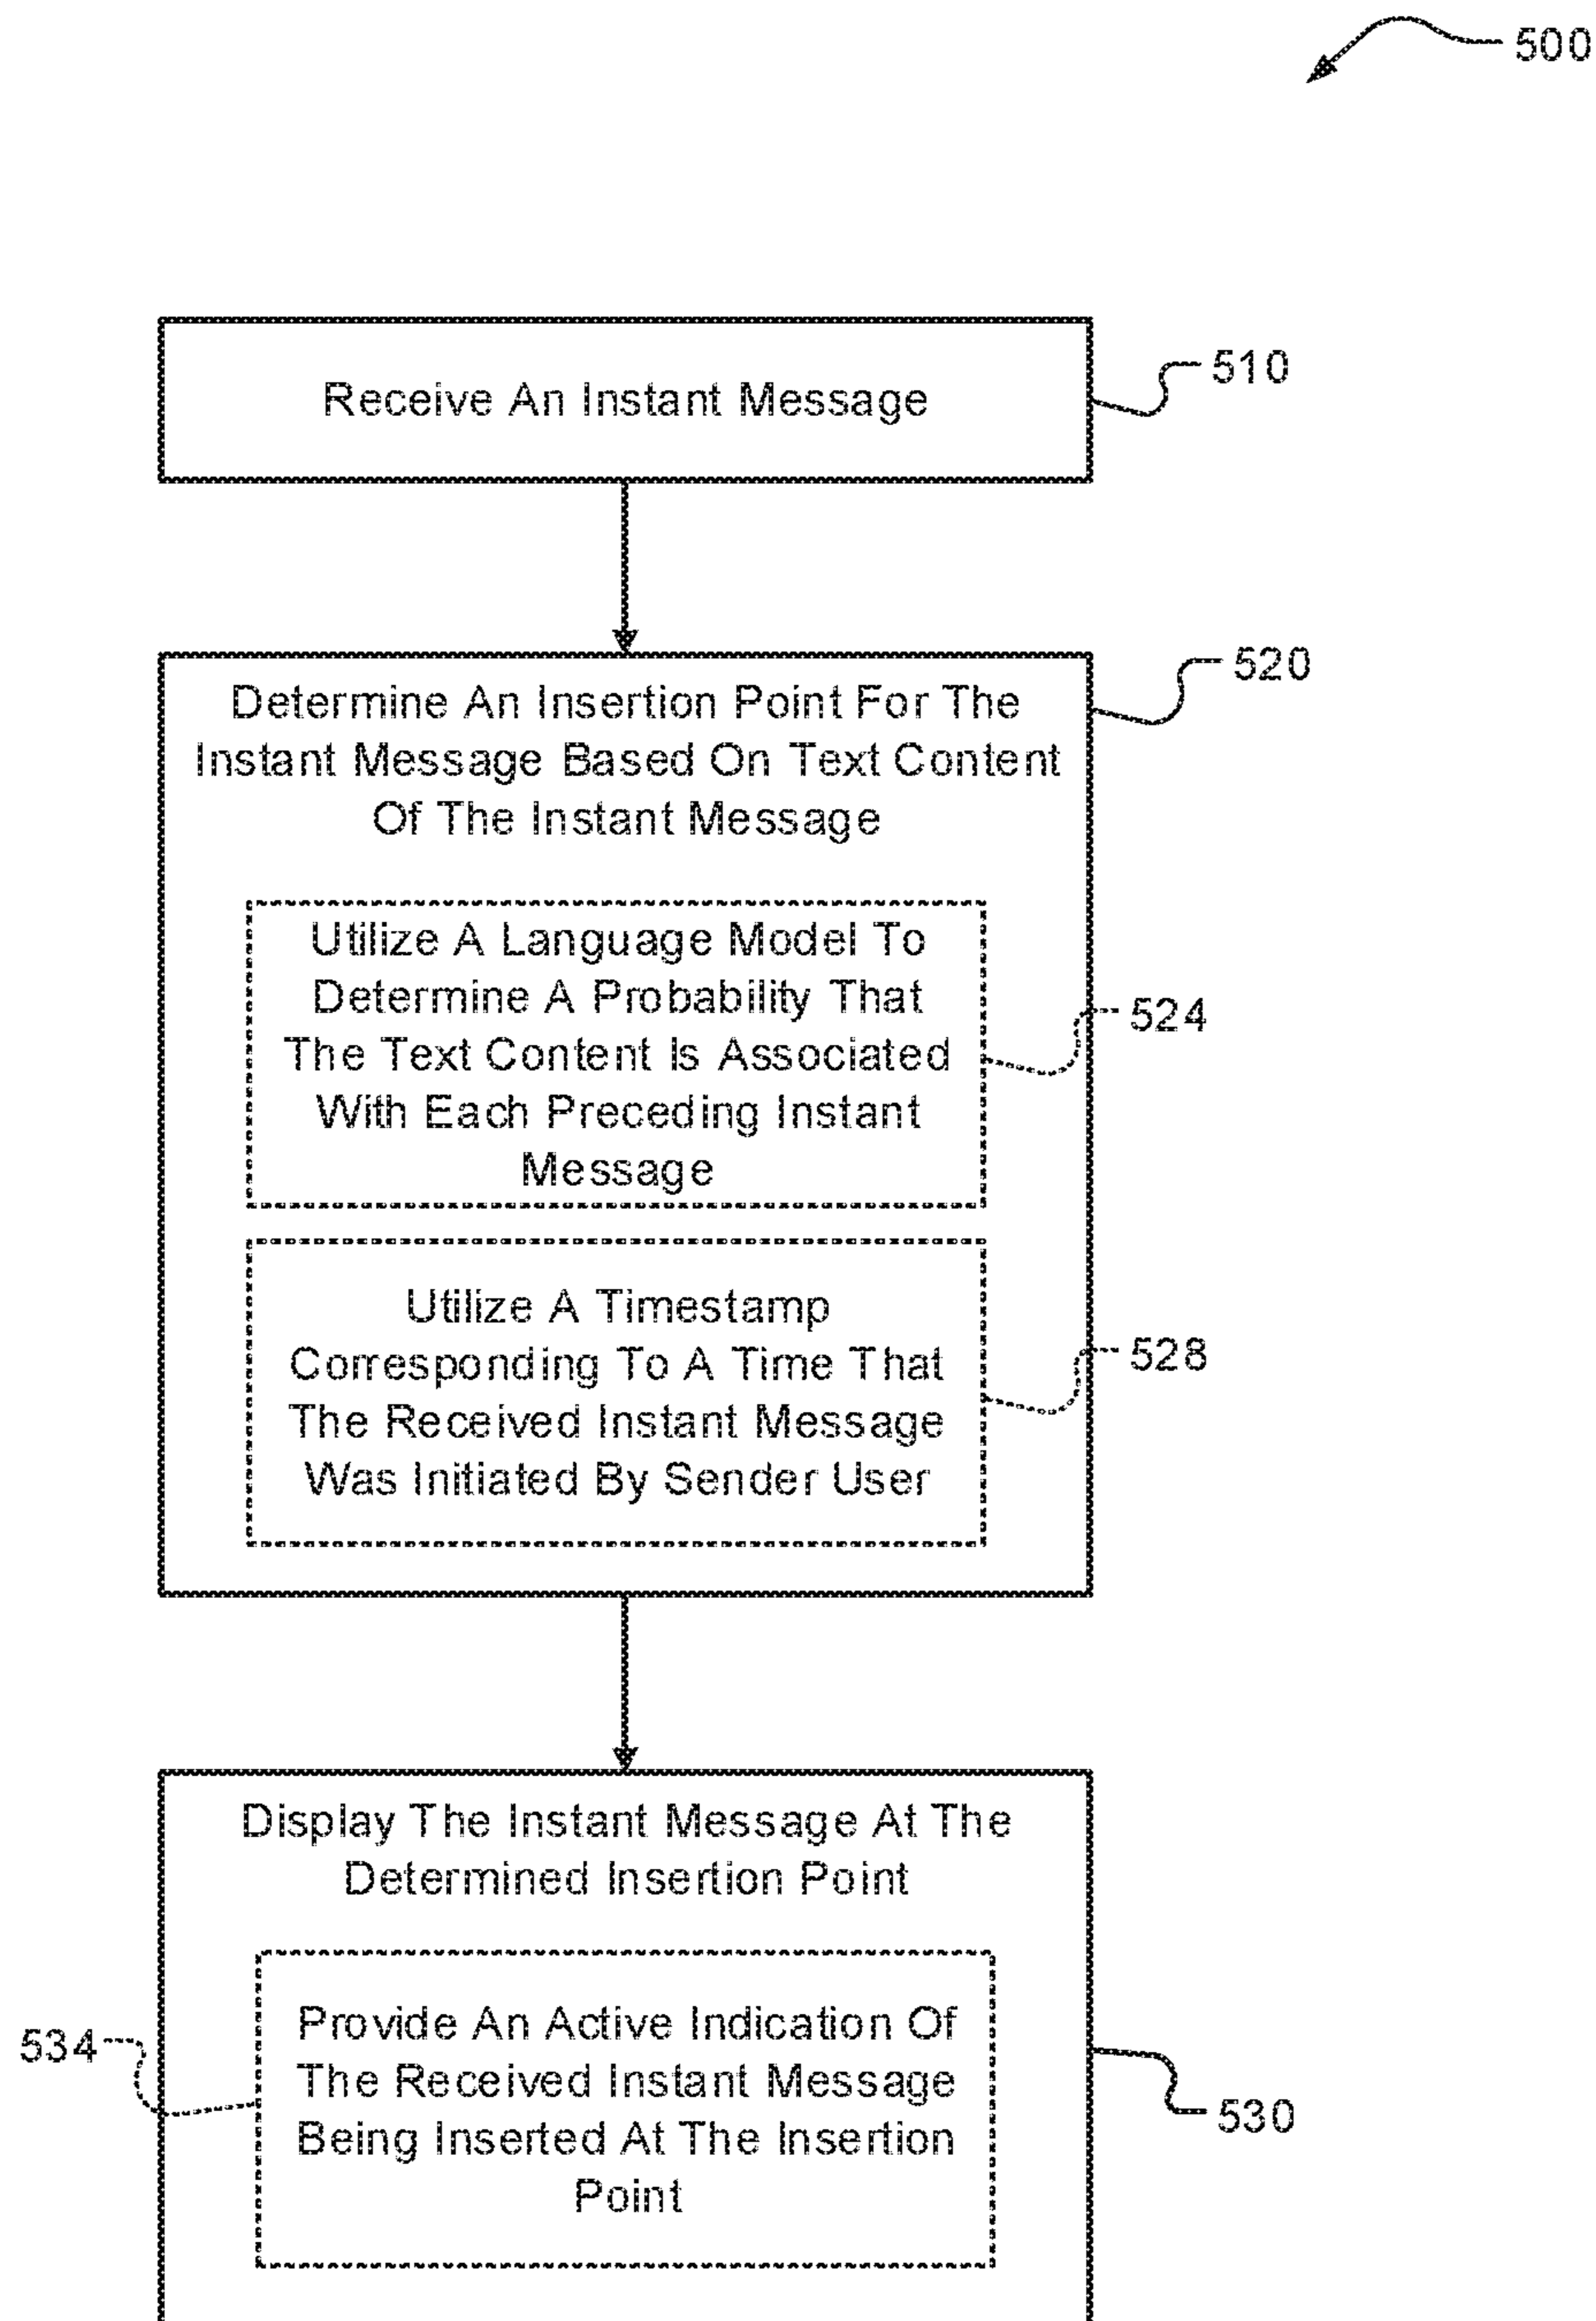 500
Receive An Instant Message
510
Determine An Insertion Point For The
Instant Message Based On Text Content
Of The Instant Message
520
Utilize A Language Model To
Determine A Probability That
The Text Content Is Associated
With Each Preceding Instant
Message
524
Utilize A Timestamp
Corresponding To A Time That
The Received Instant Message
Was Initiated By Sender User
528
Display The Instant Message At The
Determined Insertion Point
Provide An Active Indication Of
The Received Instant Message
Being Inserted At The Insertion
Point
534
530